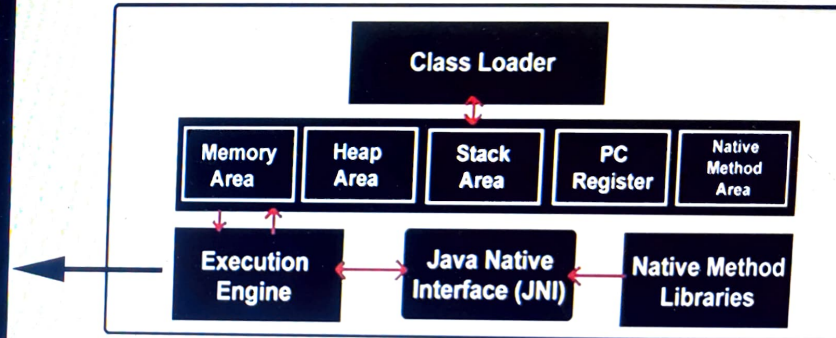 Class Loader
Memory
Area
Heap
Area
Stack
Area
PC
Register
Native
Method
Area
Execution
Engine
Java Native
Interface (JNI)
Native Method
Libraries